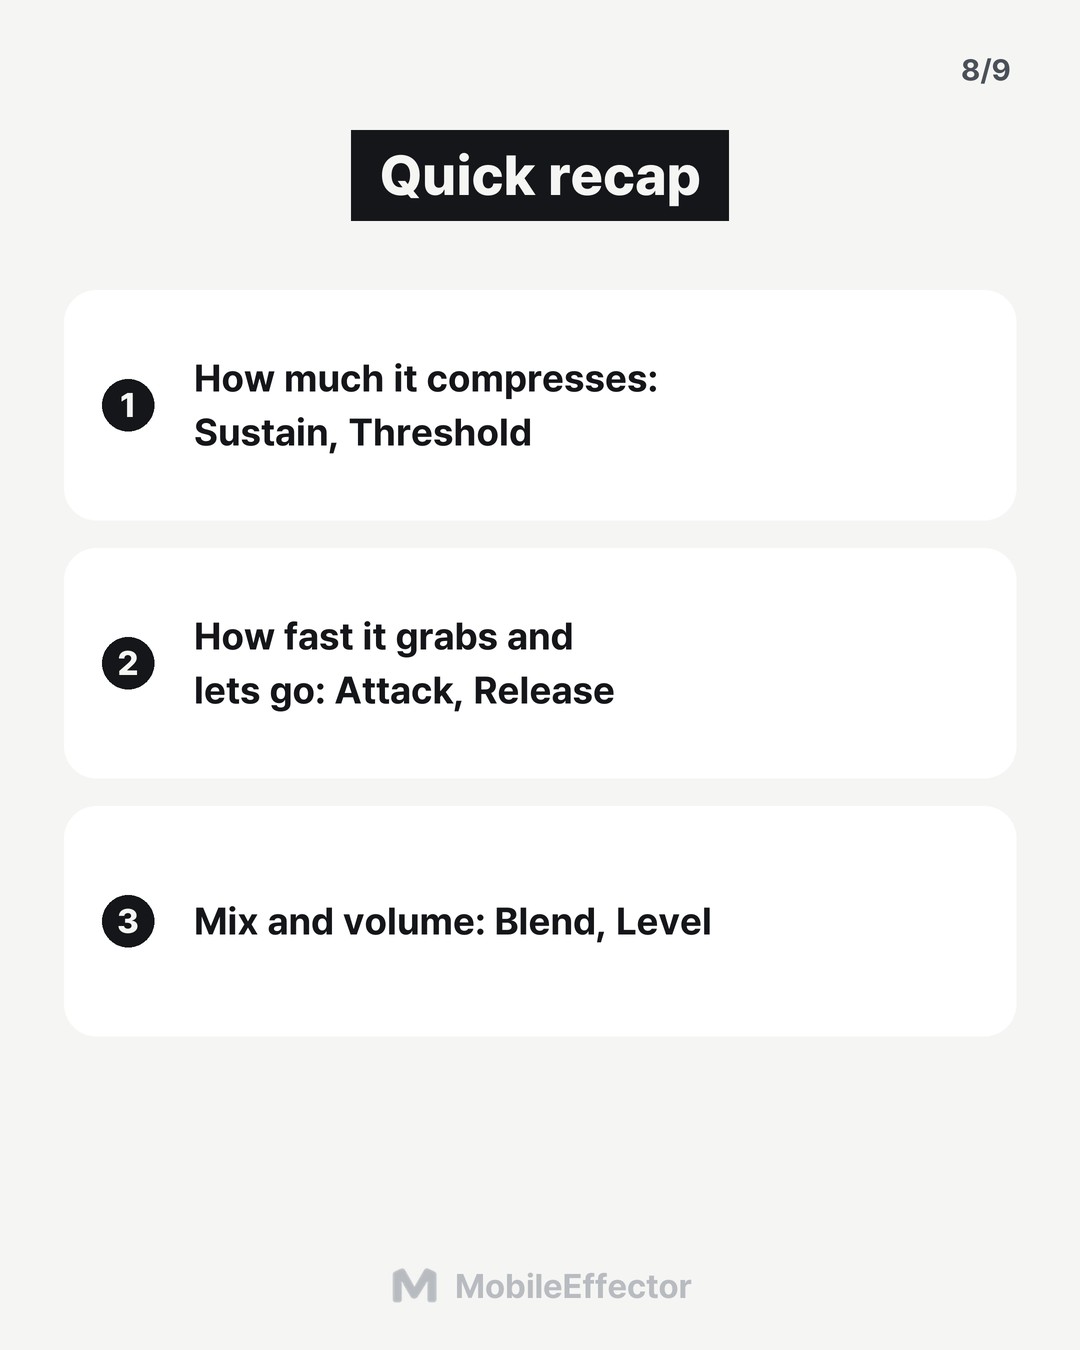 8/9
Quick recap
1
How much it compresses:
Sustain, Threshold
2
How fast it grabs and
lets go: Attack, Release
3
Mix and volume: Blend, Level
MobileEffector